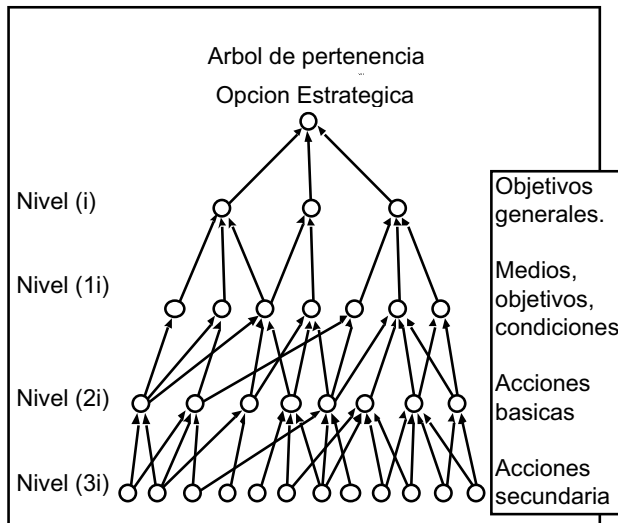 Arbol de pertenencia
Opcion Estrategica
Nivel (i)
Objetivos
generales.
Nivel (1i)
Medios,
objetivos,
condiciones
Nivel (2i)
Acciones
basicas
Nivel (3i)
Acciones
secundaria